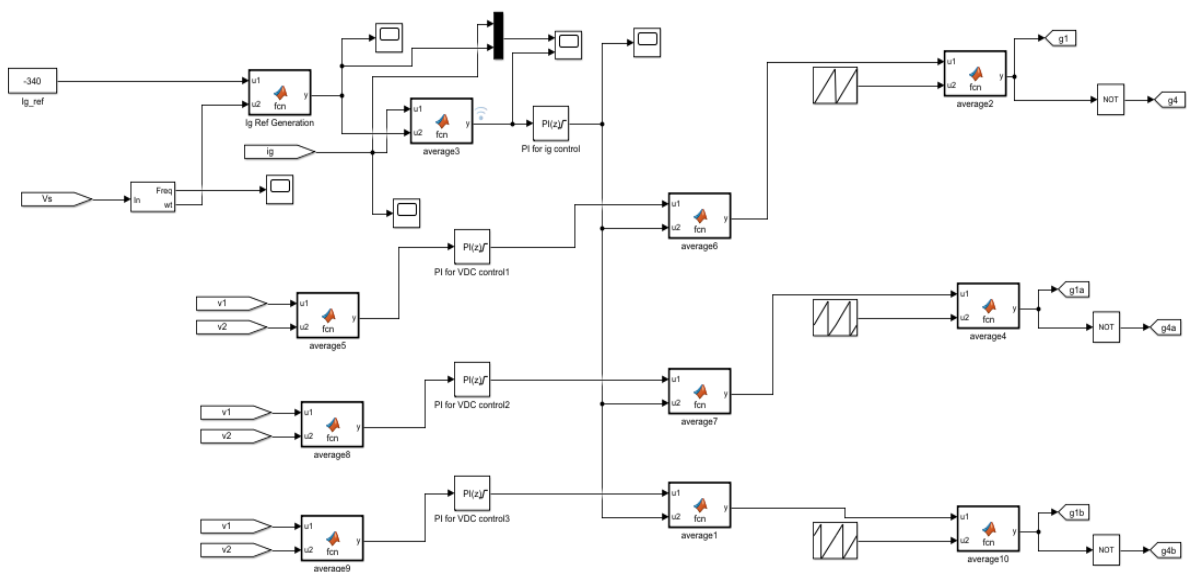 -340
Ig_ref
u1
u2
fcn
y
Ig Ref Generation
ig
Vs
In
Freq
wt
u1
u2
fcn
y
average3
PI(z)
PI for ig control
u1
u2
fcn
y
average2
g1
NOT
g4
PI(z)
PI for VDC control1
u1
u2
fcn
y
average6
v1
v2
u1
u2
fcn
y
average5
u1
u2
fcn
y
average4
g1a
NOT
g4a
PI(z)
PI for VDC control2
v1
v2
u1
u2
fcn
y
average8
u1
u2
fcn
y
average7
PI(z)
PI for VDC control3
v1
v2
u1
u2
fcn
y
average9
u1
u2
fcn
y
average1
u1
u2
fcn
y
average10
g1b
NOT
g4b